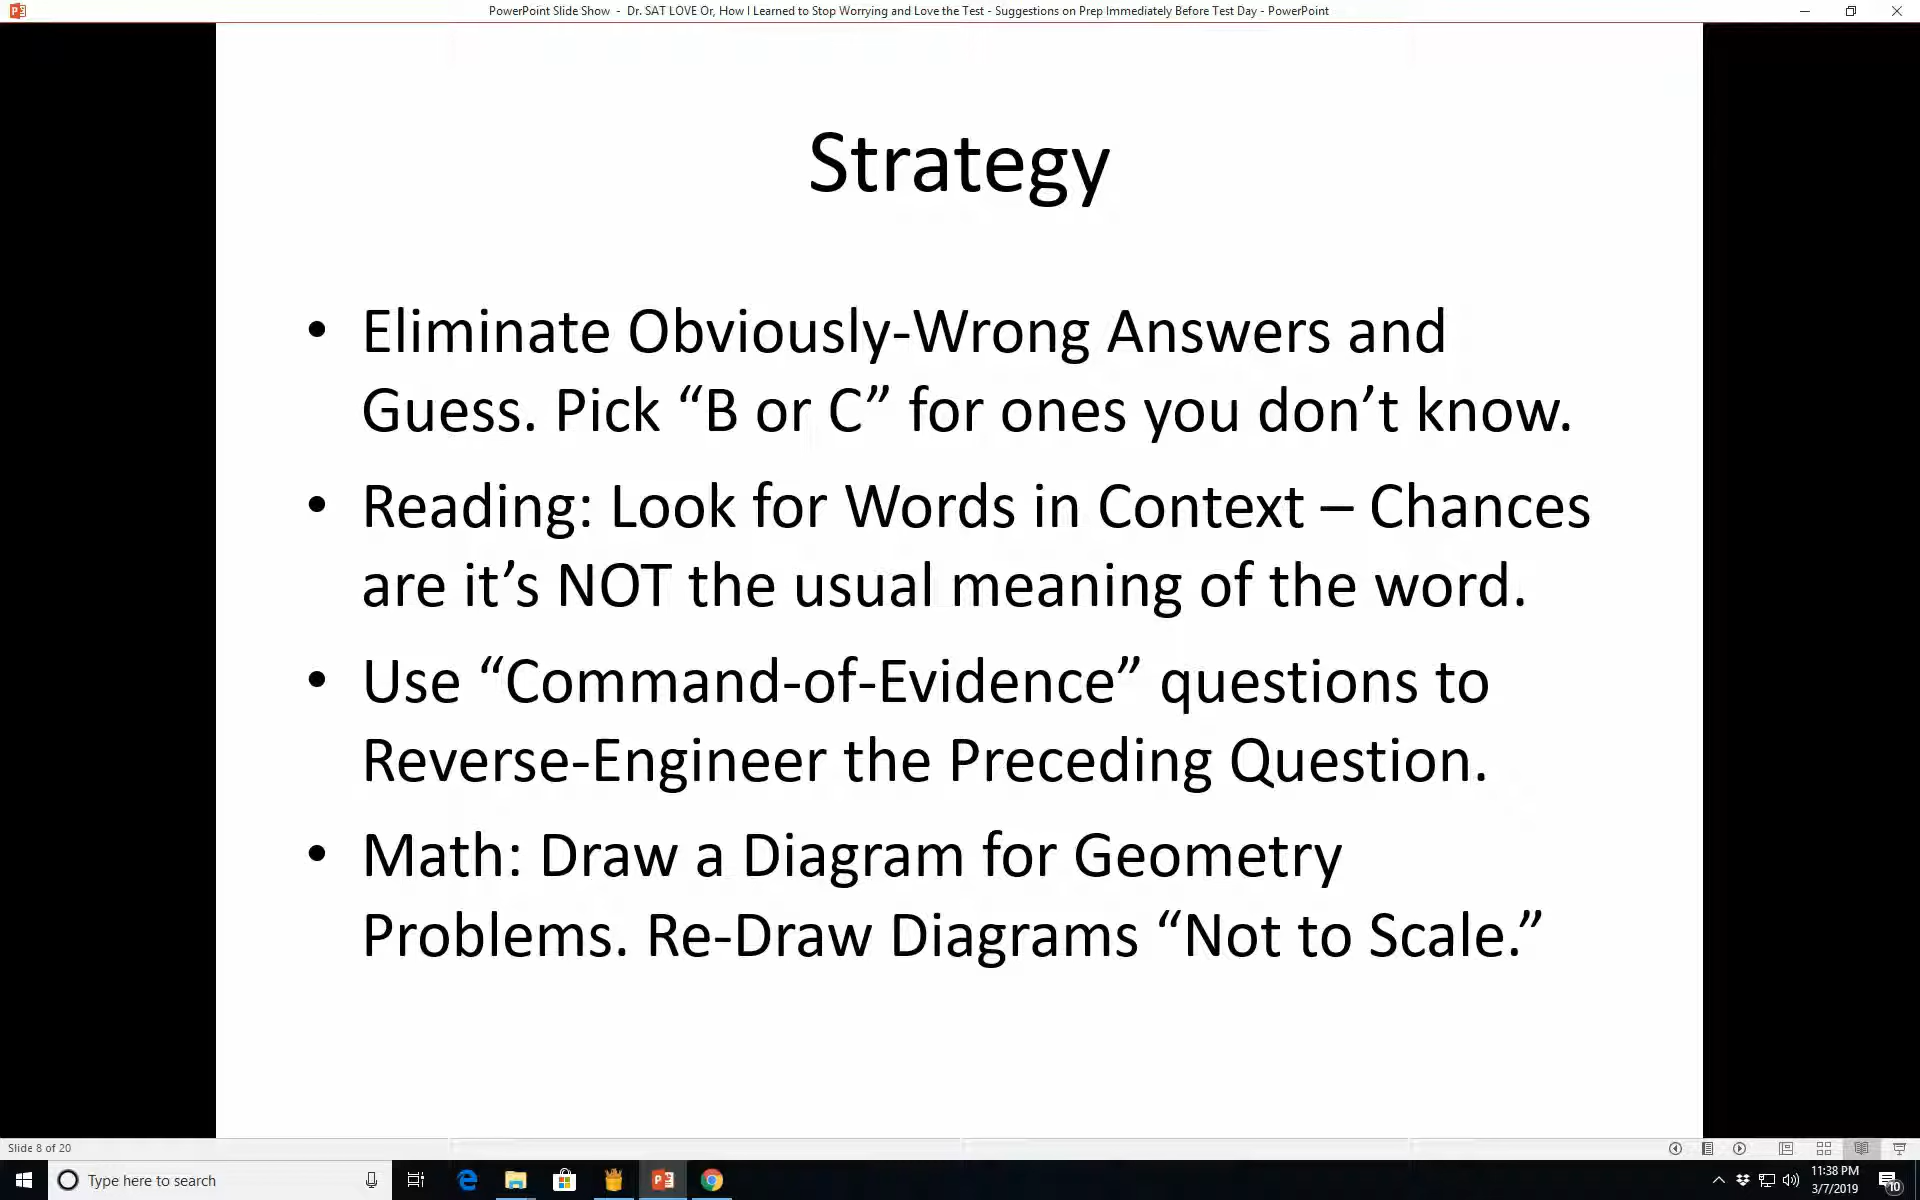 PowerPoint Slide Show - Dr. SAT LOVE Or, How I Learned to Stop Worrying and Love the Test - Suggestions on Prep Immediately Before Test Day - PowerPoint
Strategy
• Eliminate Obviously-Wrong Answers and
Guess. Pick “B or C” for ones you don’t know.
• Reading: Look for Words in Context – Chances
are it’s NOT the usual meaning of the word.
• Use “Command-of-Evidence” questions to
Reverse-Engineer the Preceding Question.
• Math: Draw a Diagram for Geometry
Problems. Re-Draw Diagrams “Not to Scale.”
Slide 8 of 20
Type here to search
11:38 PM
3/7/2019
10